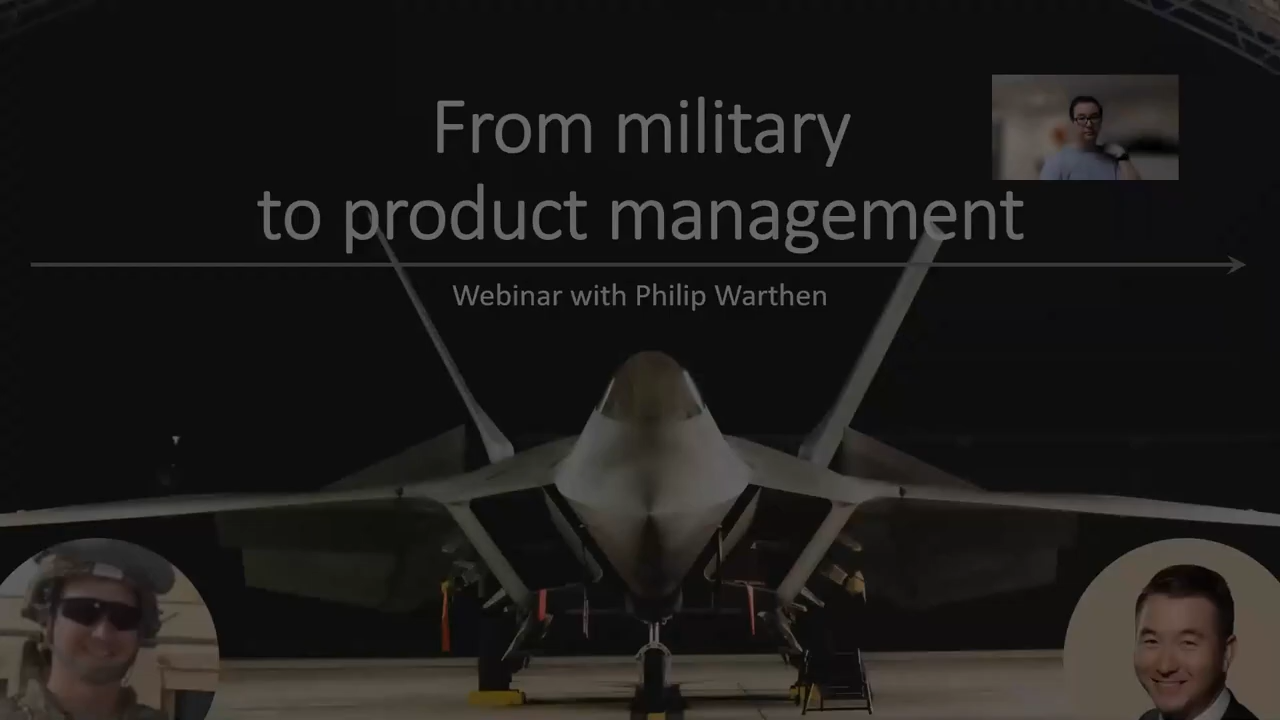 From military
to product management
Webinar with Philip Warthen